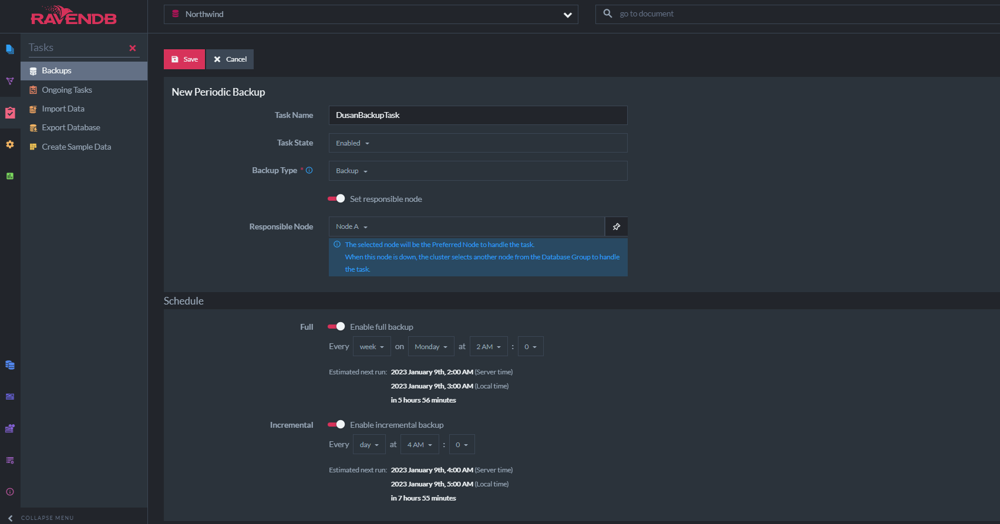 RAVENDB
Northwind
go to document
Tasks
Backups
Ongoing Tasks
Import Data
Export Database
Create Sample Data
COLLAPSE MENU
Save
Cancel
New Periodic Backup
Task Name
DusanBackupTask
Task State
Enabled
Backup Type *
Backup
Set responsible node
Responsible Node
Node A
The selected node will be the Preferred Node to handle the task.
When this node is down, the cluster selects another node from the Database Group to handle
the task.
Schedule
Full
Enable full backup
Every week on Monday at 2 AM : 0
Estimated next run: 2023 January 9th, 2:00 AM (Server time)
2023 January 9th, 3:00 AM (Local time)
in 5 hours 56 minutes
Incremental
Enable incremental backup
Every day at 4 AM : 0
Estimated next run: 2023 January 9th, 4:00 AM (Server time)
2023 January 9th, 5:00 AM (Local time)
in 7 hours 55 minutes